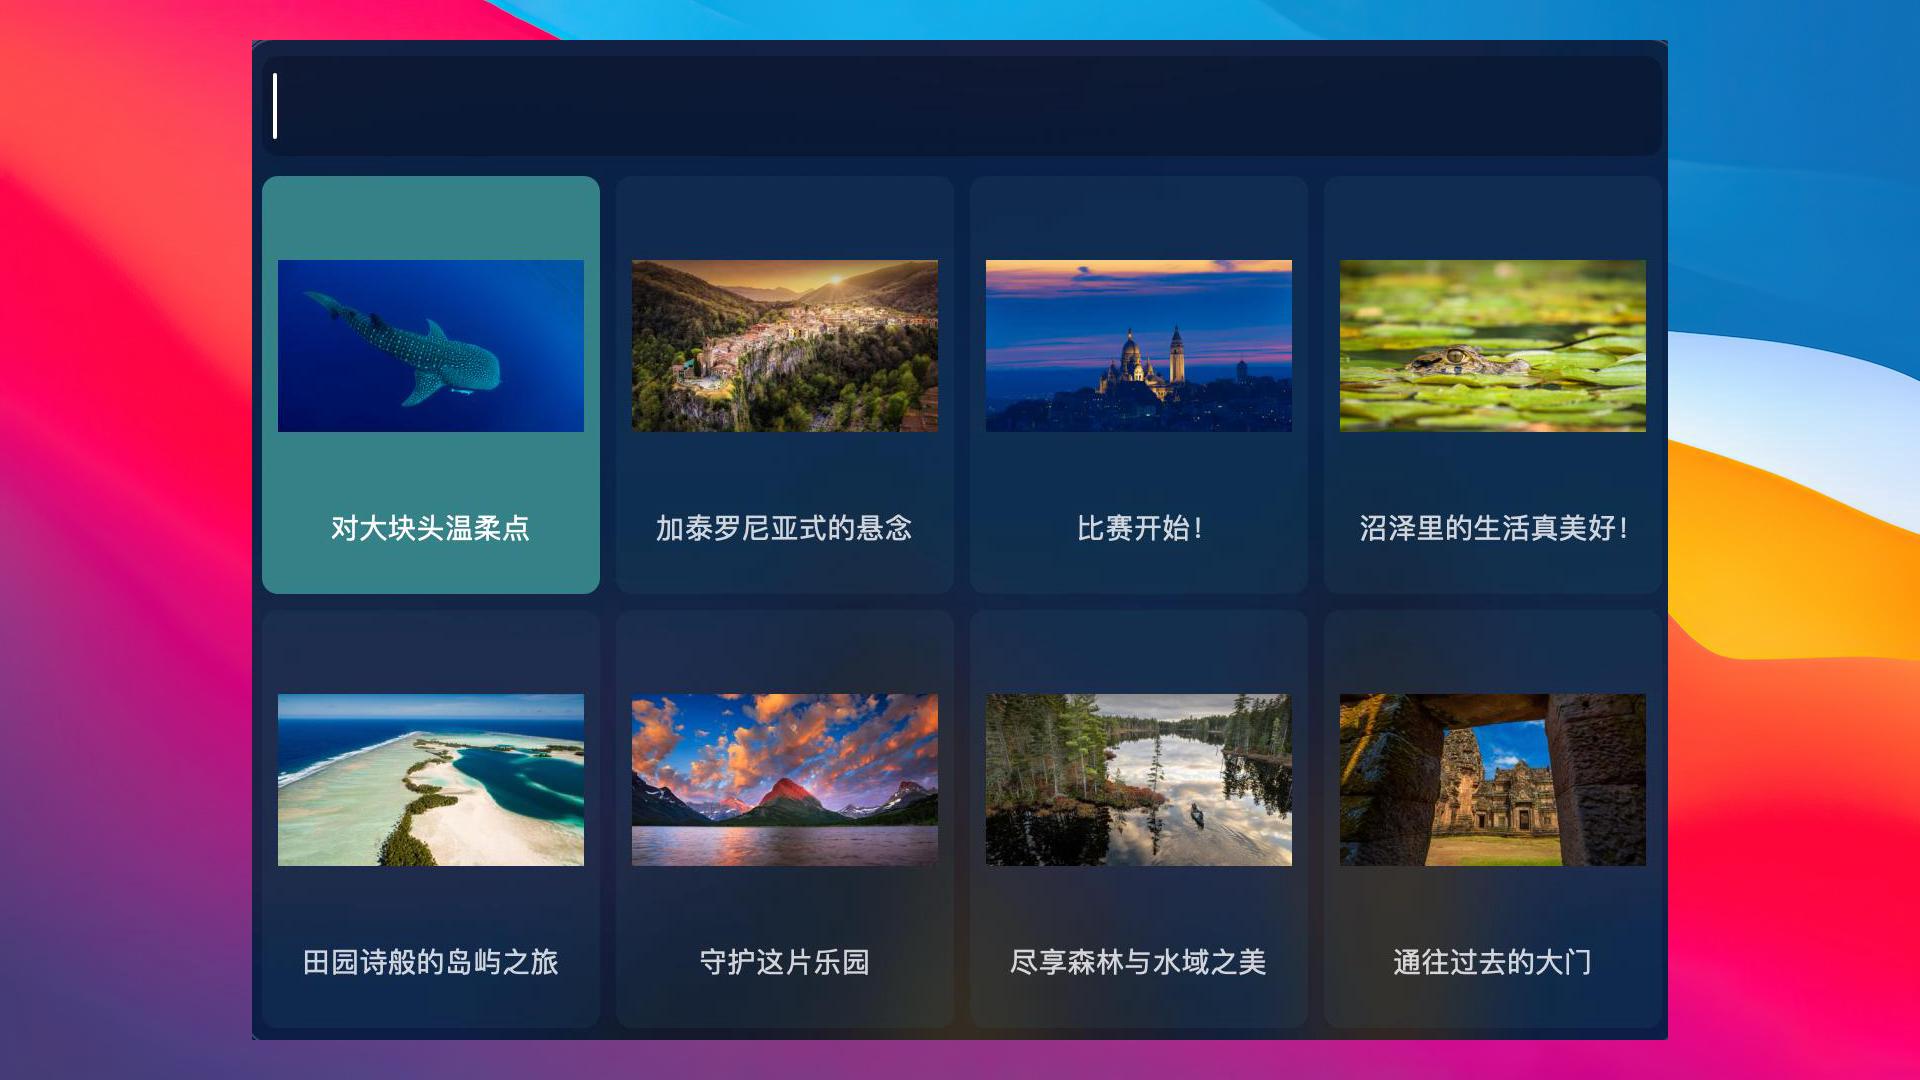 对大块头温柔点
加泰罗尼亚式的悬念
比赛开始！
沼泽里的生活真美好！
田园诗般的岛屿之旅
守护这片乐园
尽享森林与水域之美
通往过去的大门